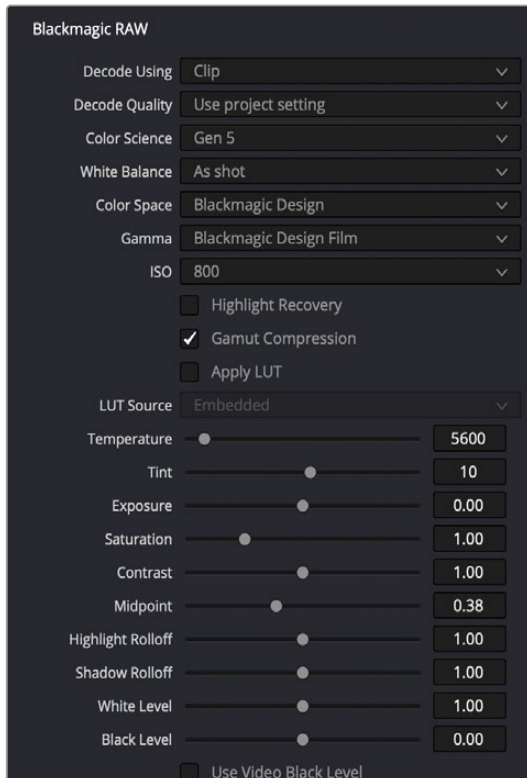 Blackmagic RAW
Decode Using Clip
Decode Quality Use project setting
Color Science Gen 5
White Balance As shot
Color Space Blackmagic Design
Gamma Blackmagic Design Film
ISO 800
Highlight Recovery
Gamut Compression
Apply LUT
LUT Source Embedded
Temperature 5600
Tint 10
Exposure 0.00
Saturation 1.00
Contrast 1.00
Midpoint 0.38
Highlight Rolloff 1.00
Shadow Rolloff 1.00
White Level 1.00
Black Level 0.00
Use Video Black Level